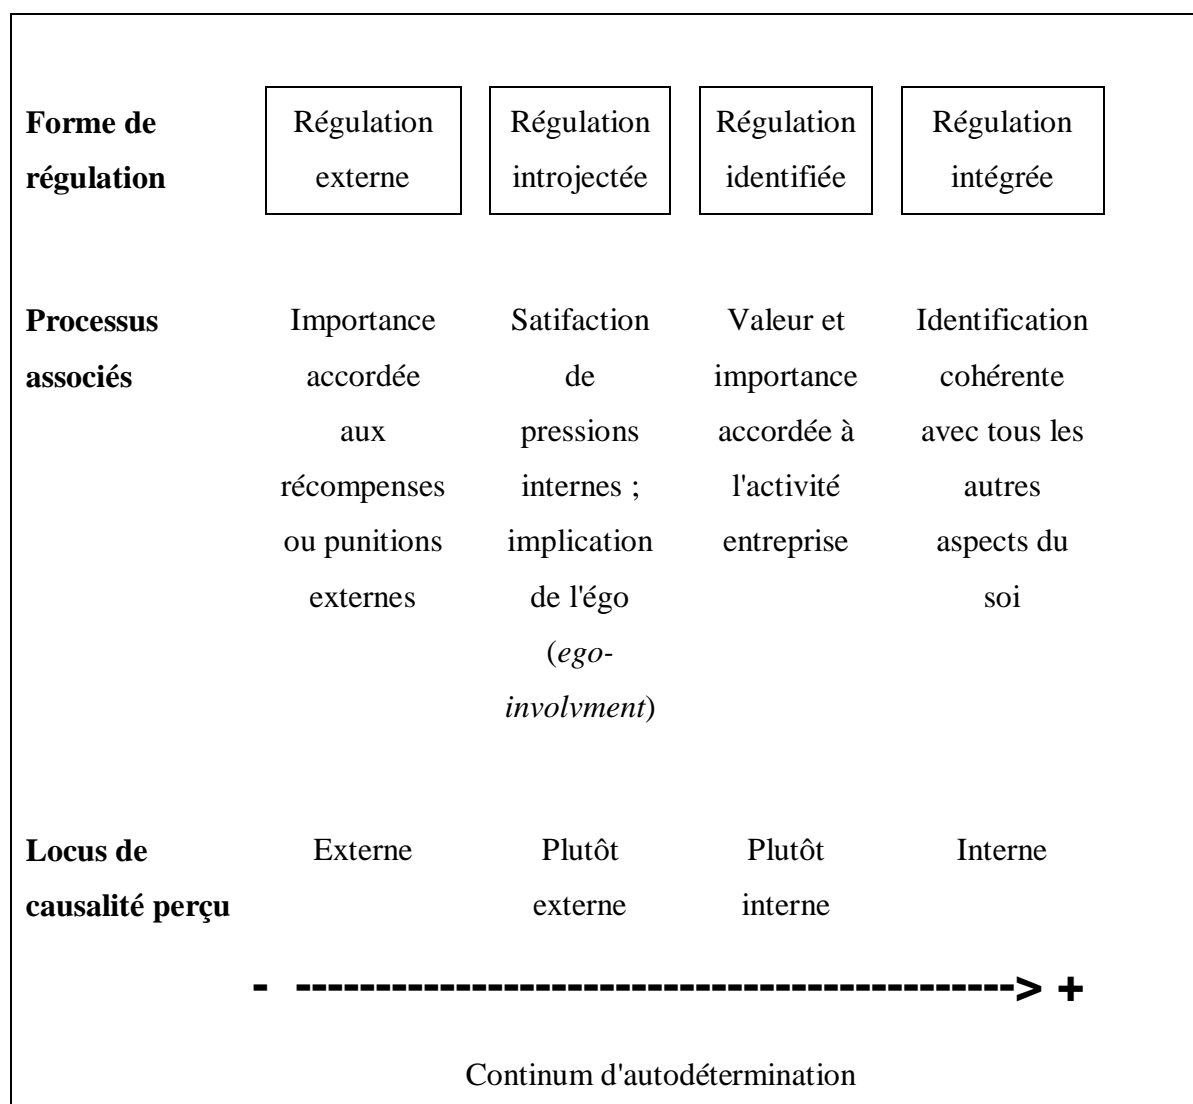 Forme de
régulation
Régulation
externe
Régulation
introjectée
Régulation
identifiée
Régulation
intégrée
Processus
associés
Importance
accordée
aux
récompenses
ou punitions
externes
Satifaction
de
pressions
internes ;
implication
de l'égo
(ego-
involvment)
Valeur et
importance
accordée à
l'activité
entreprise
Identification
cohérente
avec tous les
autres
aspects du
soi
Locus de
causalité perçu
Externe
Plutôt
externe
Plutôt
interne
Interne
- ---------------------------------------------> +
Continum d'autodétermination